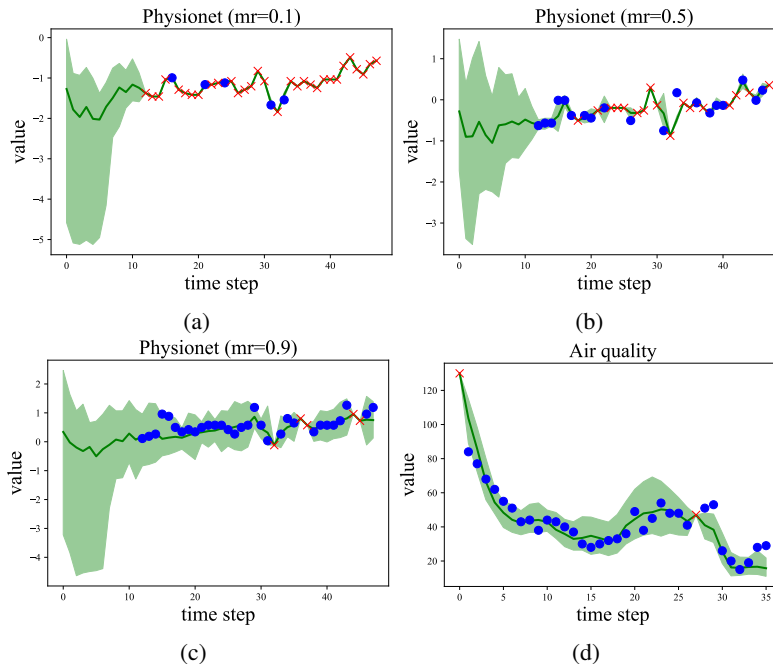 Physionet (mr=0.1)
0
−1
−2
−3
−4
−5
value
0
10
20
30
40
time step
(a)
Physionet (mr=0.5)
1
0
−1
−2
−3
value
0
10
20
30
40
time step
(b)
Physionet (mr=0.9)
2
1
0
−1
−2
−3
−4
value
0
10
20
30
40
time step
(c)
Air quality
120
100
80
60
40
20
value
0
5
10
15
20
25
30
35
time step
(d)